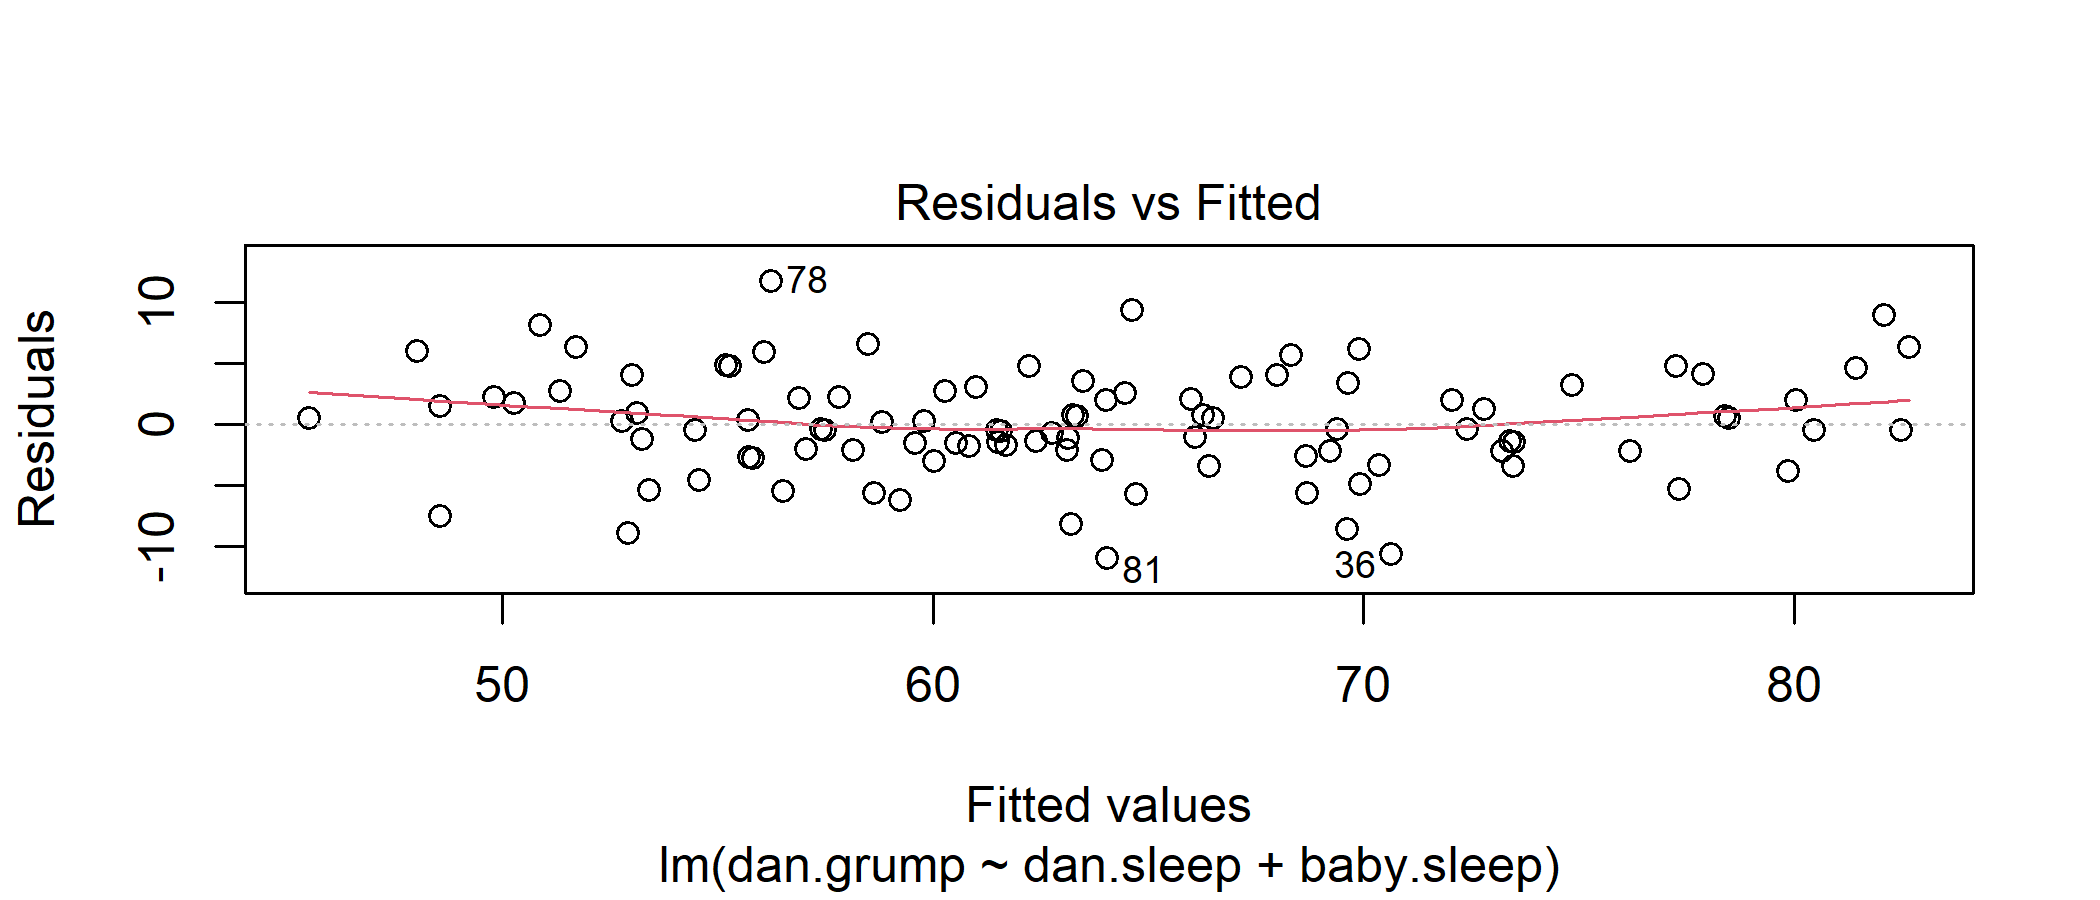 Residuals vs Fitted
Residuals
10
0
-10
78
81
36
50 60 70 80
Fitted values
lm(dan.grump ~ dan.sleep + baby.sleep)